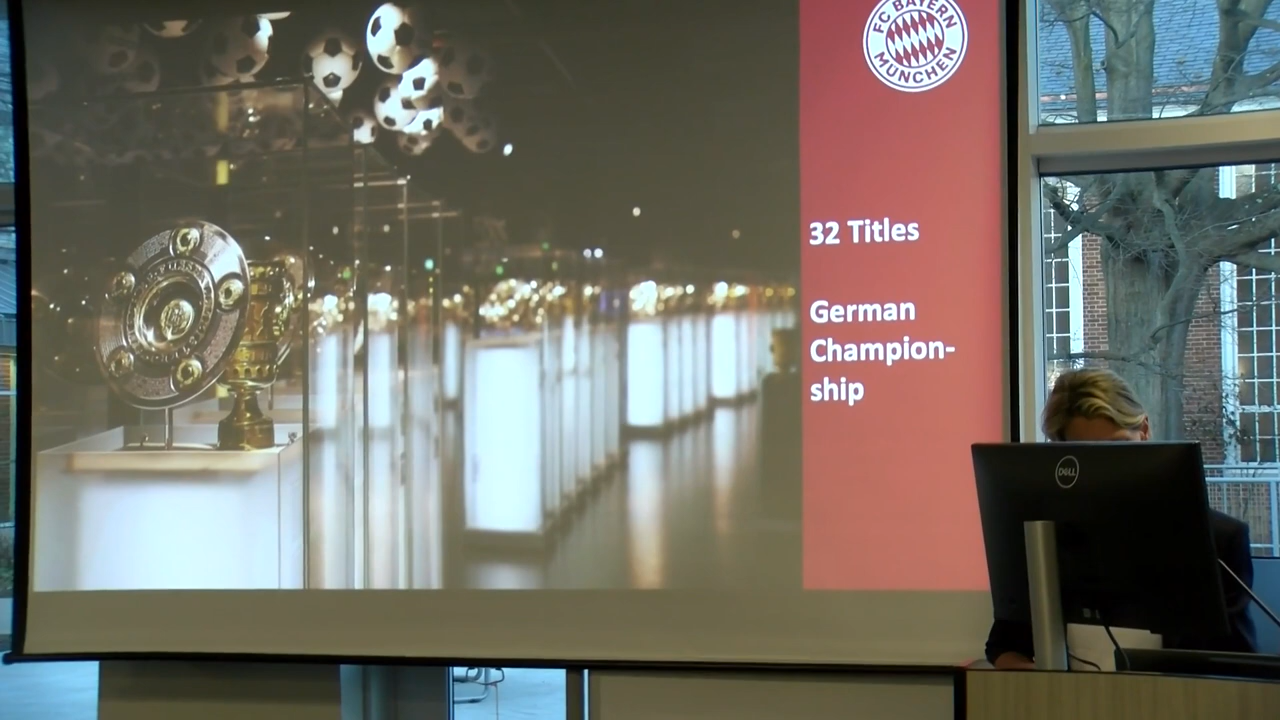 FC BAYERN
MÜNCHEN
32 Titles
German
Champion-
ship
DELL